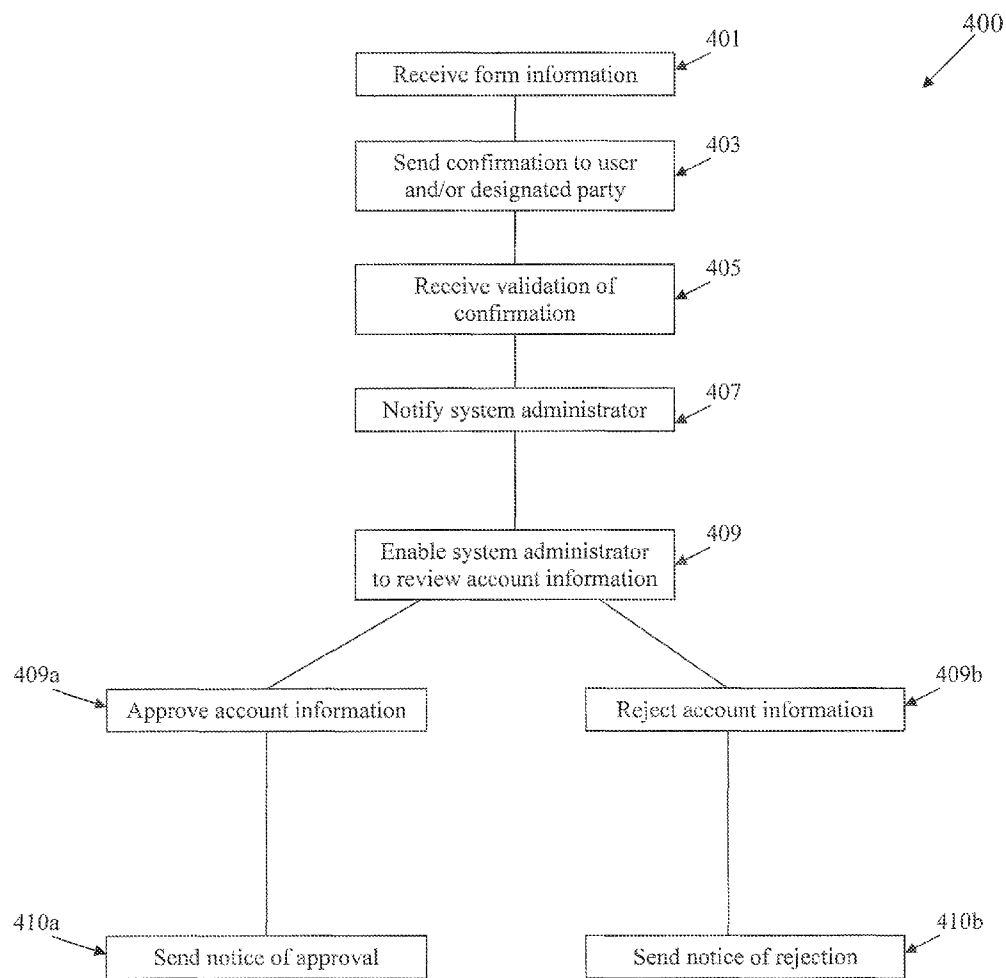 400
401
Receive form information
403
Send confirmation to user
and/or designated party
405
Receive validation of
confirmation
407
Notify system administrator
409
Enable system administrator
to review account information
409a
Approve account information
409b
Reject account information
410a
Send notice of approval
410b
Send notice of rejection